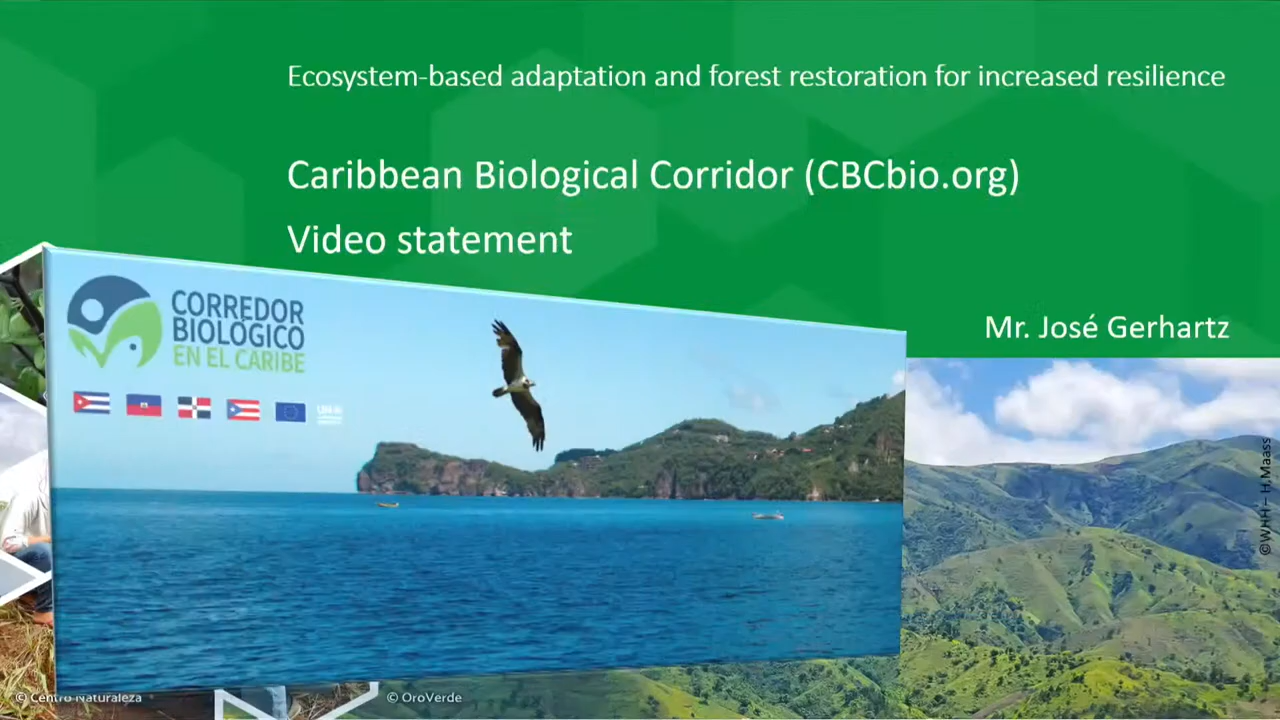 Ecosystem-based adaptation and forest restoration for increased resilience
Caribbean Biological Corridor (CBCbio.org)
Video statement
Mr. José Gerhartz
CORREDOR
BIOLÓGICO
EN EL CARIBE
©WHH – H.Maass
© Centro Naturaleza
© OroVerde